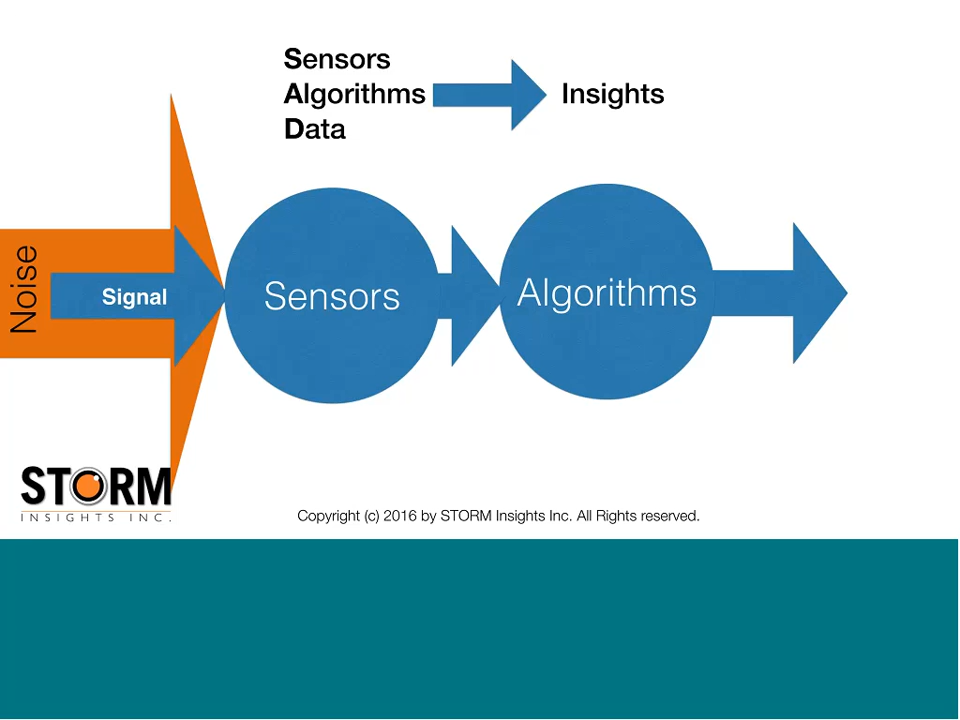 Sensors
Algorithms
Data
Insights
Noise
Signal
Sensors
Algorithms
STORM
INSIGHTS INC.
Copyright (c) 2016 by STORM Insights Inc. All Rights reserved.